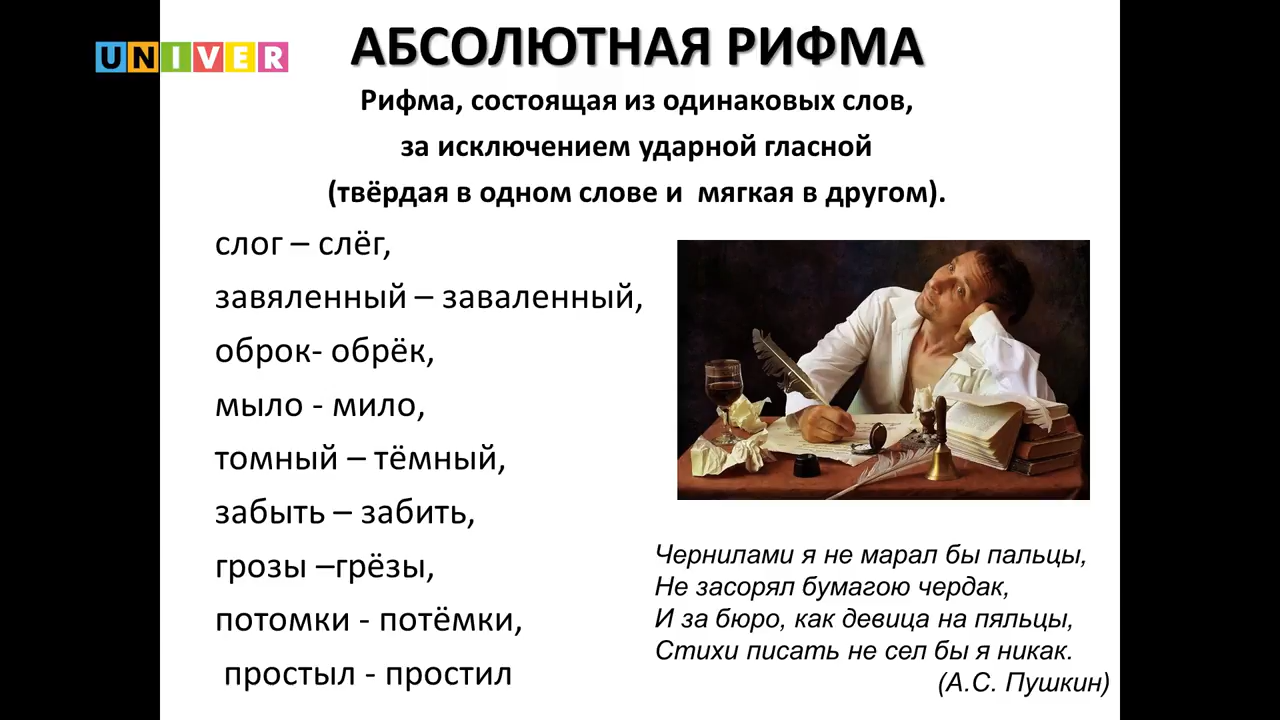 UNIVER
АБСОЛЮТНАЯ РИФМА
Рифма, состоящая из одинаковых слов,
за исключением ударной гласной
(твёрдая в одном слове и мягкая в другом).
слог – слёг,
завяленный – заваленный,
оброк- обрёк,
мыло - мило,
томный – тёмный,
забыть – забить,
грозы –грёзы,
потомки - потёмки,
простыл - простил
Чернилами я не марал бы пальцы,
Не засорял бумагою чердак,
И за бюро, как девица на пяльцы,
Стихи писать не сел бы я никак.
(А.С. Пушкин)